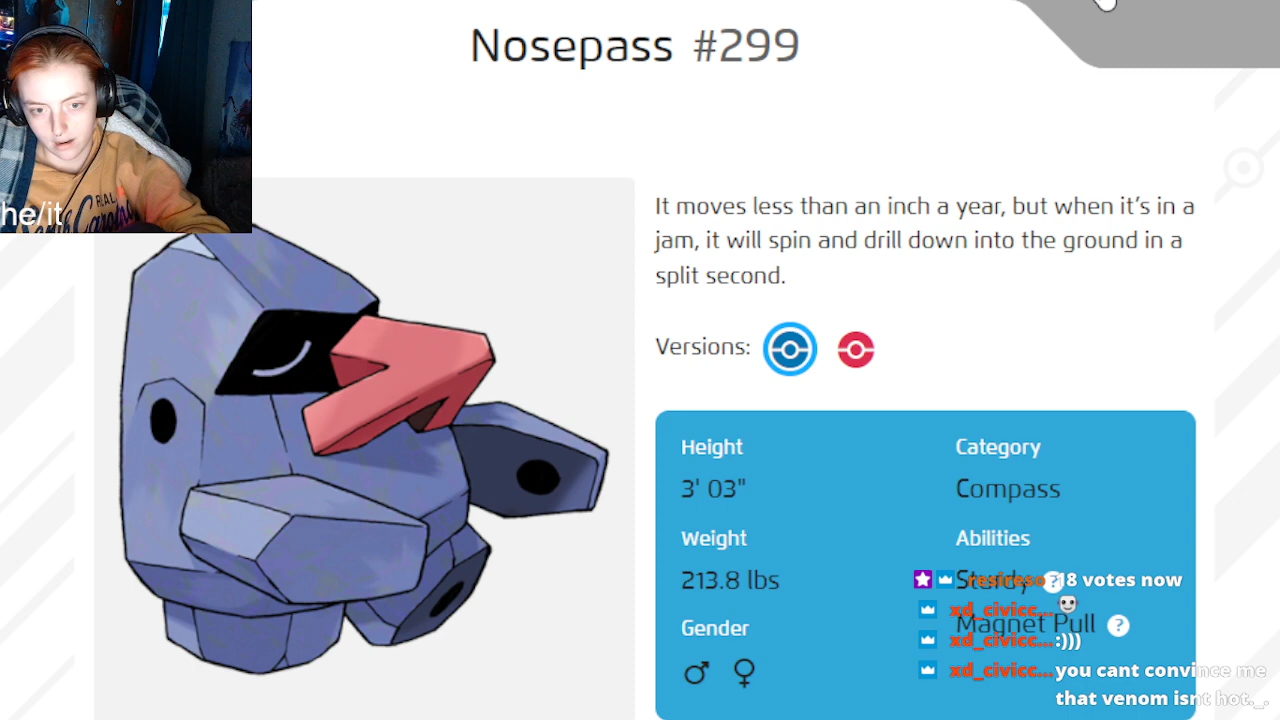 Nosepass #299
he/it
It moves less than an inch a year, but when it's in a
jam, it will spin and drill down into the ground in a
split second.
Versions:
Height
3' 03"
Weight
213.8 lbs
Gender
Category
Compass
Abilities
Sturdy ?
Magnet Pull ?
resireso 18 votes now
xd_civicc...
xd_civicc...:)))
xd_civicc...you cant convince me
that venom isnt hot._.